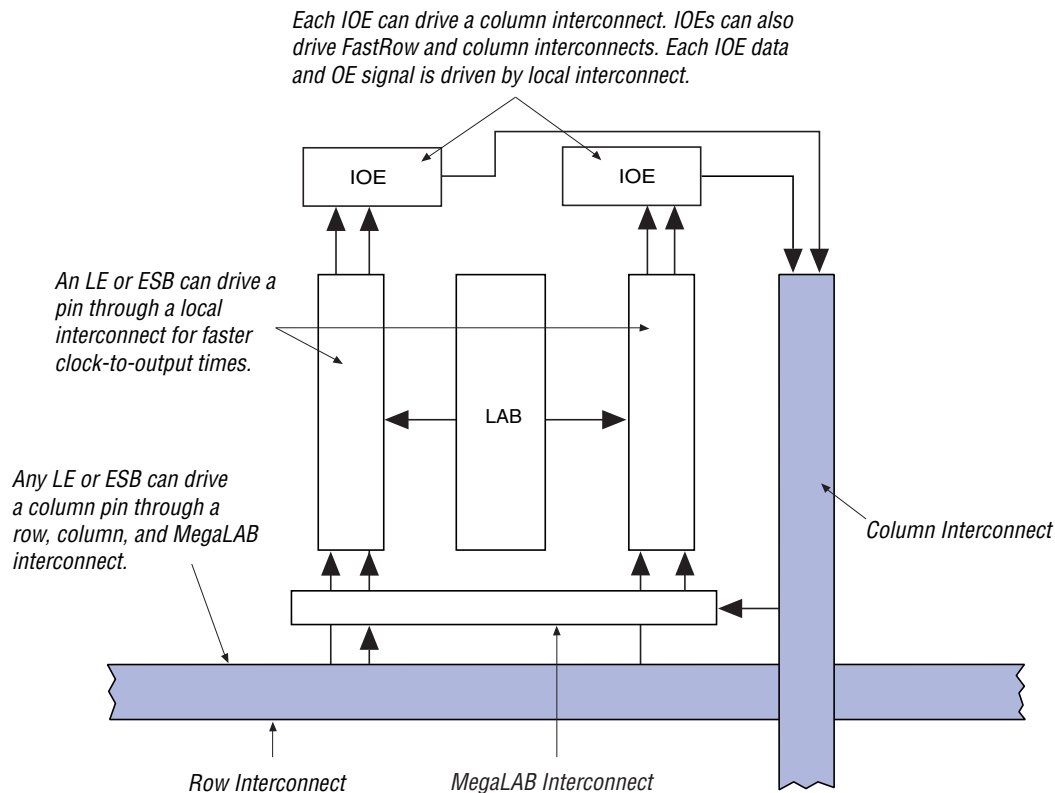 Each IOE can drive a column interconnect. IOEs can also
drive FastRow and column interconnects. Each IOE data
and OE signal is driven by local interconnect.
IOE
IOE
An LE or ESB can drive a
pin through a local
interconnect for faster
clock-to-output times.
LAB
Any LE or ESB can drive
a column pin through a
row, column, and MegaLAB
interconnect.
Column Interconnect
Row Interconnect
MegaLAB Interconnect